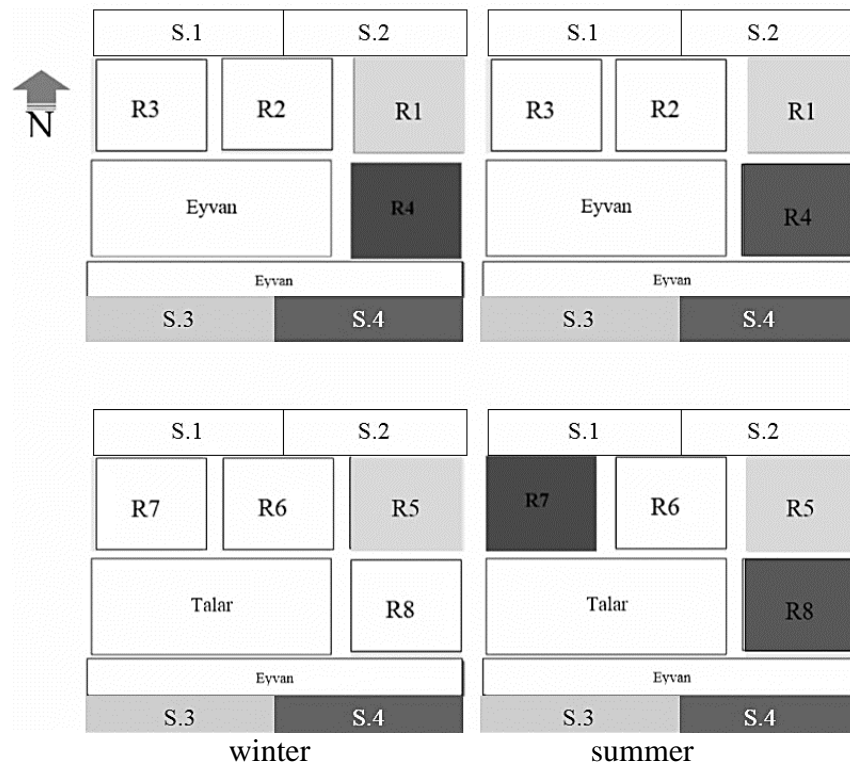 S.1 S.2 S.1 S.2
N
R3 R2 R1 R3 R2 R1
Eyvan R4 Eyvan R4
Eyvan Eyvan
S.3 S.4 S.3 S.4
S.1 S.2 S.1 S.2
R7 R6 R5 R7 R6 R5
Talar R8 Talar R8
Eyvan Eyvan
S.3 S.4 S.3 S.4
winter summer